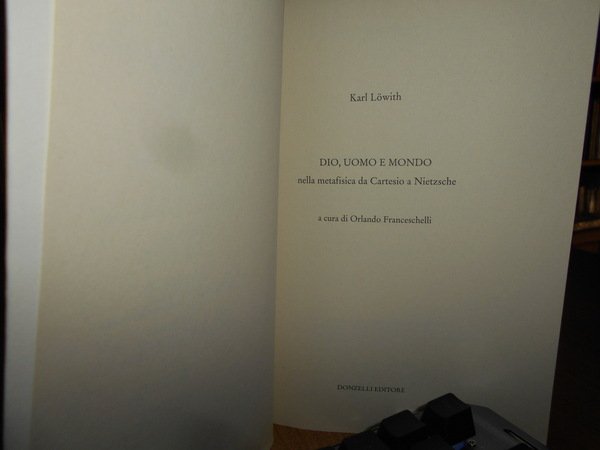 Karl Löwith
DIO, UOMO E MONDO
nella metafisica da Cartesio a Nietzsche
a cura di Orlando Franceschelli
DONZELLI EDITORE